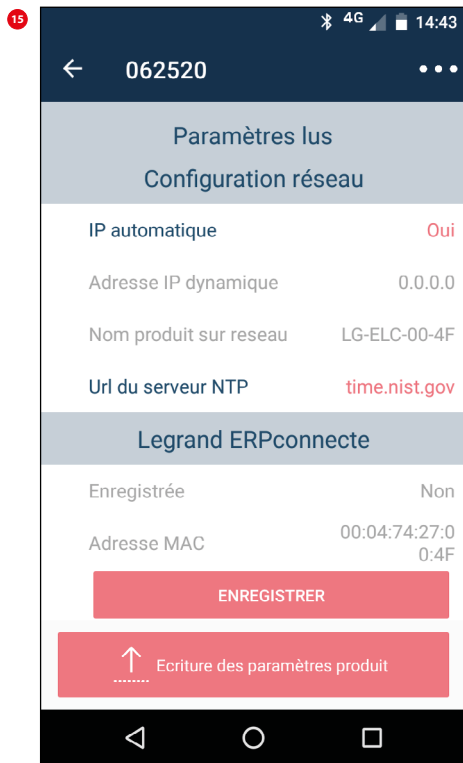 15
4G 14:43
062520
Paramètres lus
Configuration réseau
IP automatique Oui
Adresse IP dynamique 0.0.0.0
Nom produit sur reseau LG-ELC-00-4F
Url du serveur NTP time.nist.gov
Legrand ERPconnecte
Enregistrée Non
Adresse MAC 00:04:74:27:0
0:4F
ENREGISTRER
Ecriture des paramètres produit